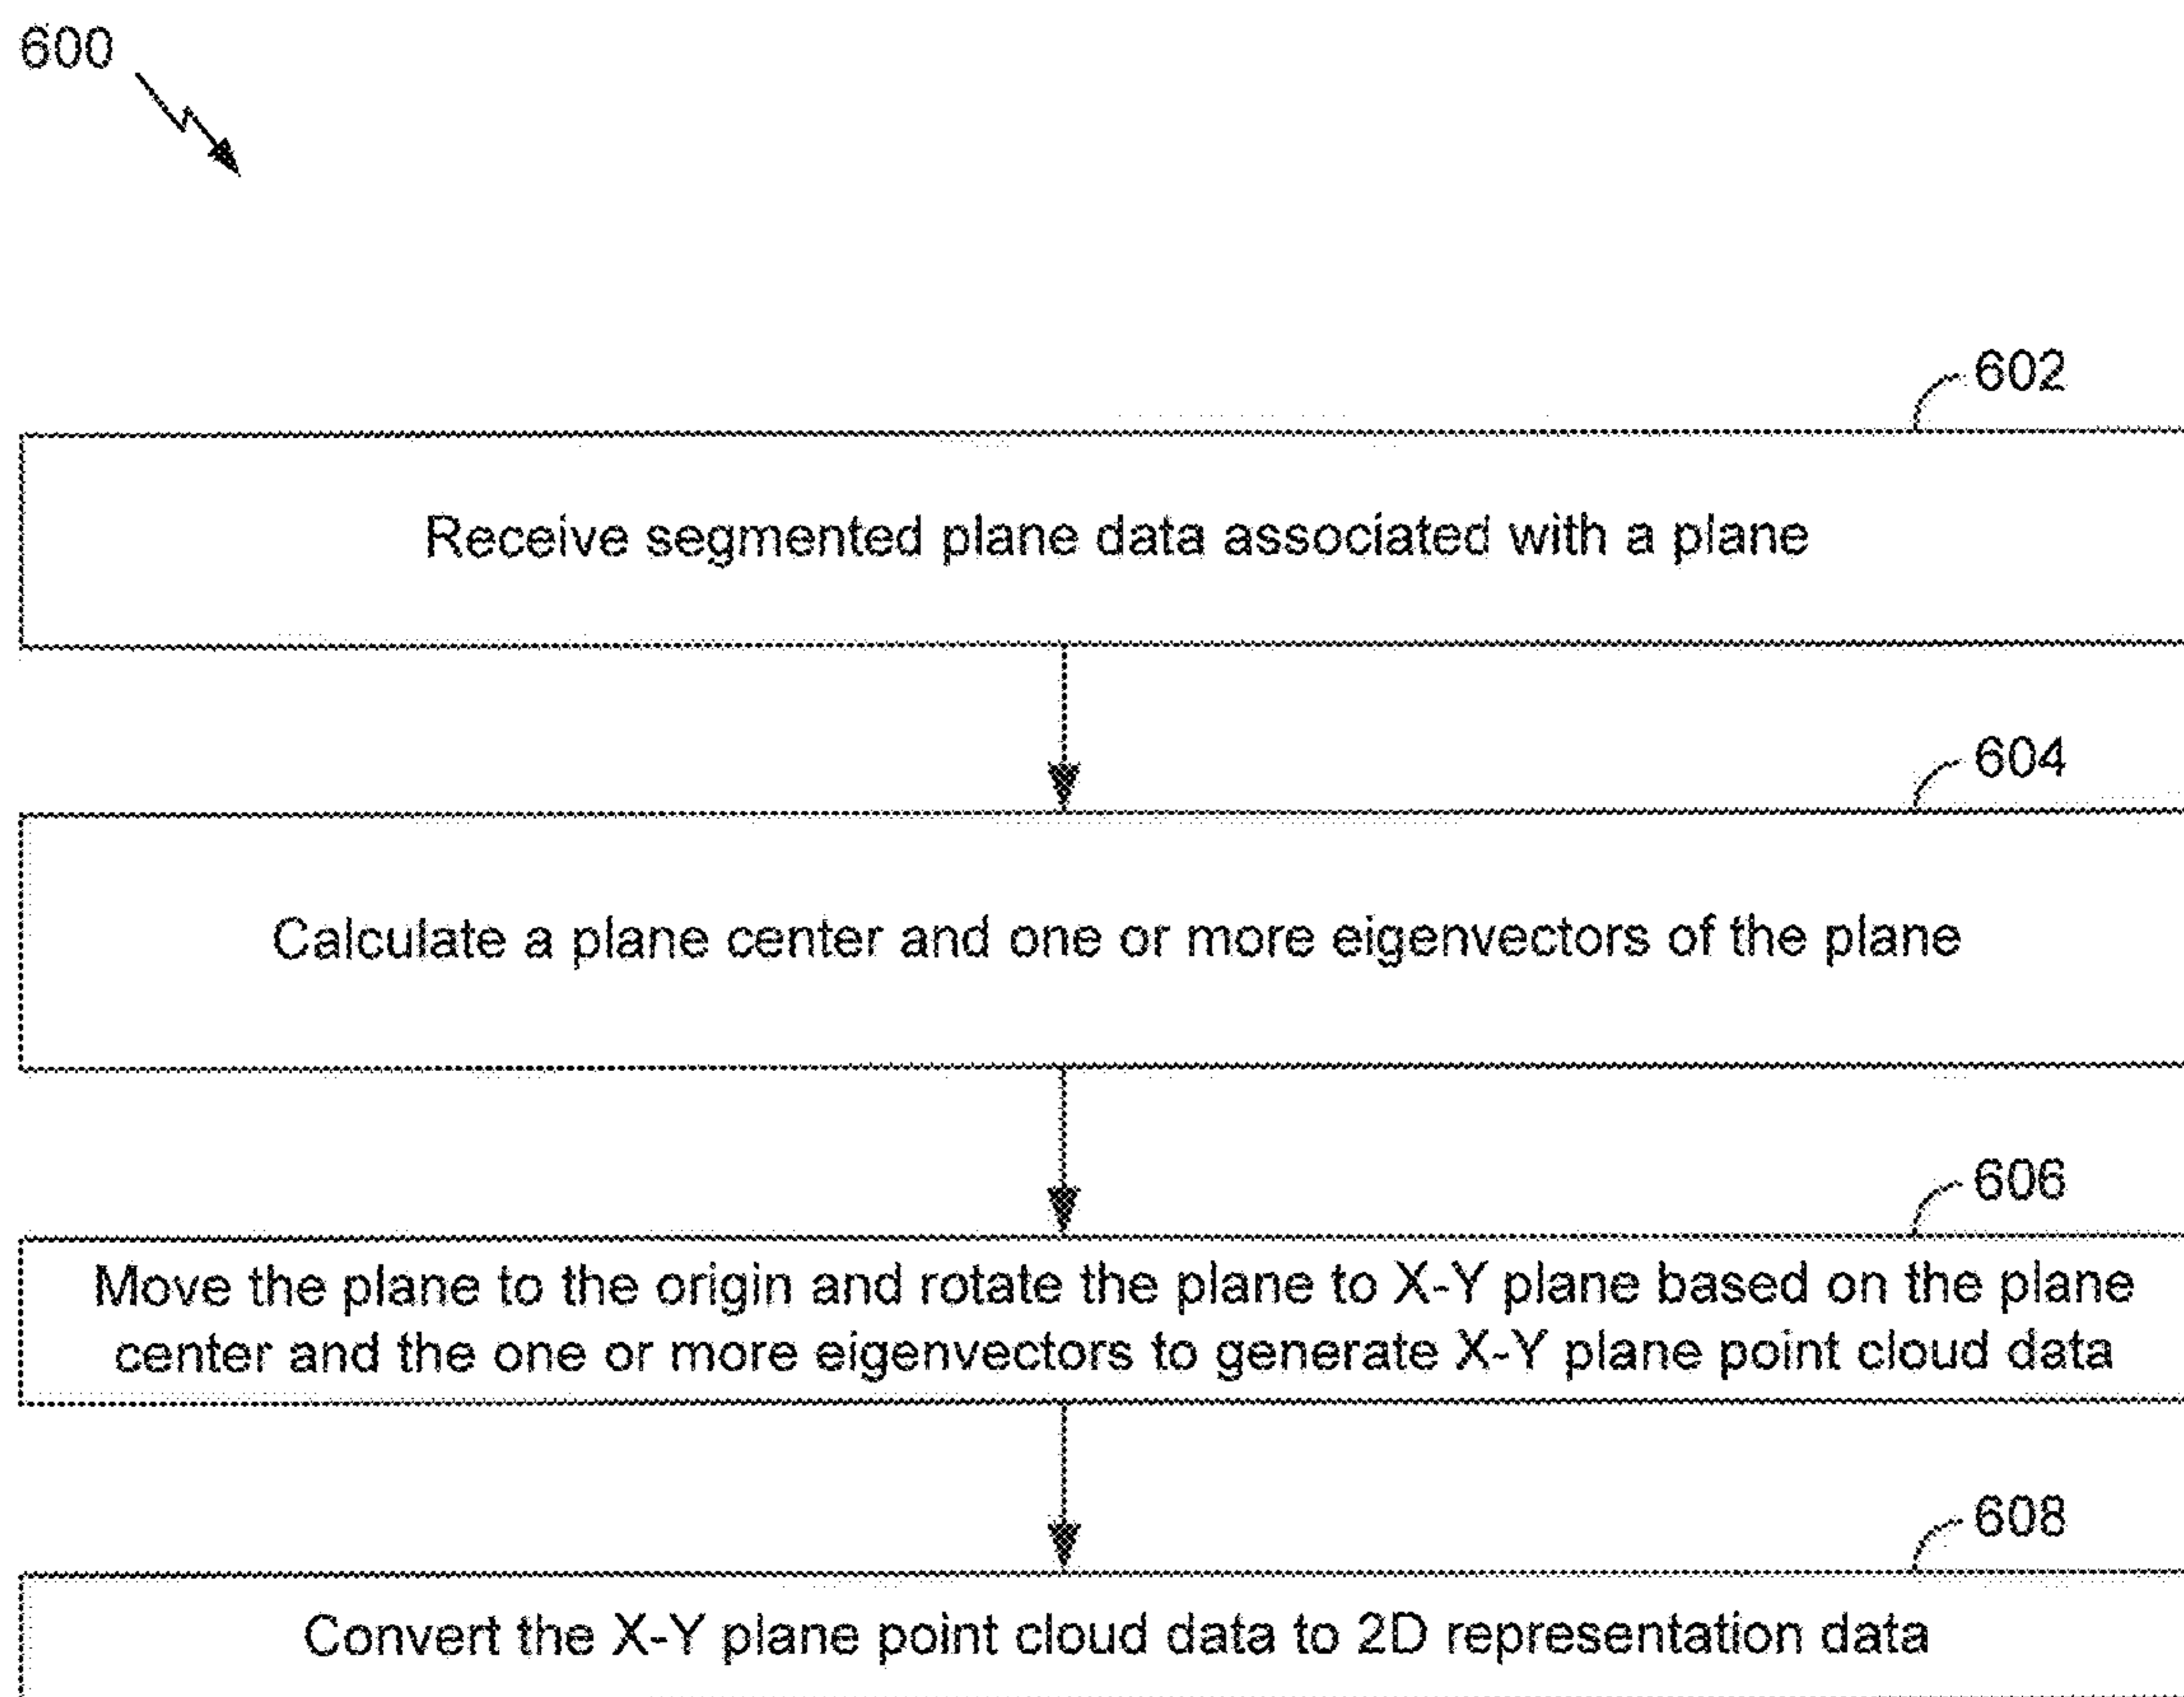 600
602
Receive segmented plane data associated with a plane
604
Calculate a plane center and one or more eigenvectors of the plane
606
Move the plane to the origin and rotate the plane to X-Y plane based on the plane
center and the one or more eigenvectors to generate X-Y plane point cloud data
608
Convert the X-Y plane point cloud data to 2D representation data